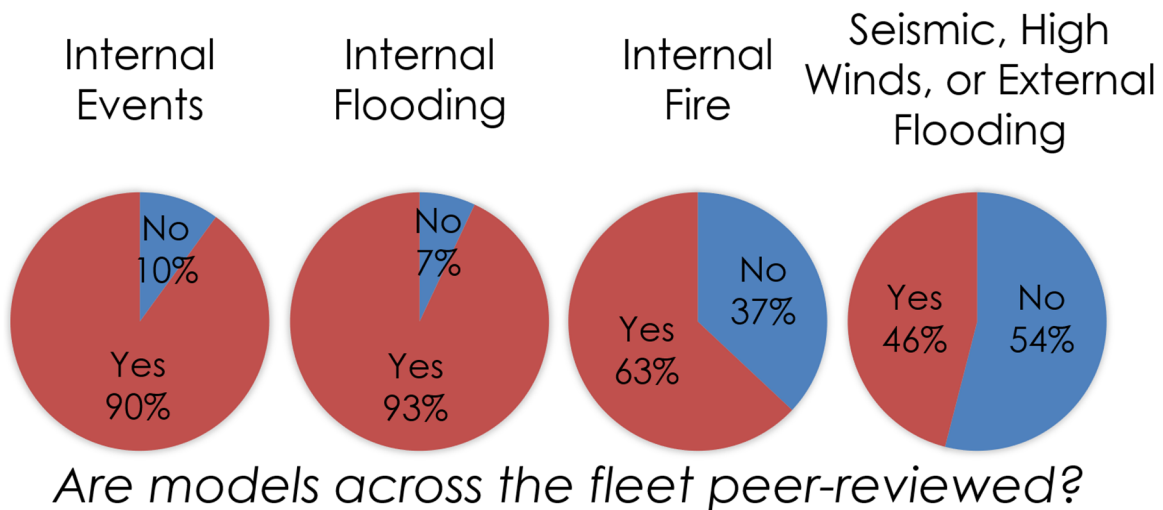 Internal
Events
Internal
Flooding
Internal
Fire
Seismic, High
Winds, or External
Flooding
No
10%
Yes
90%
No
7%
Yes
93%
No
37%
Yes
63%
Yes
46%
No
54%
Are models across the fleet peer-reviewed?